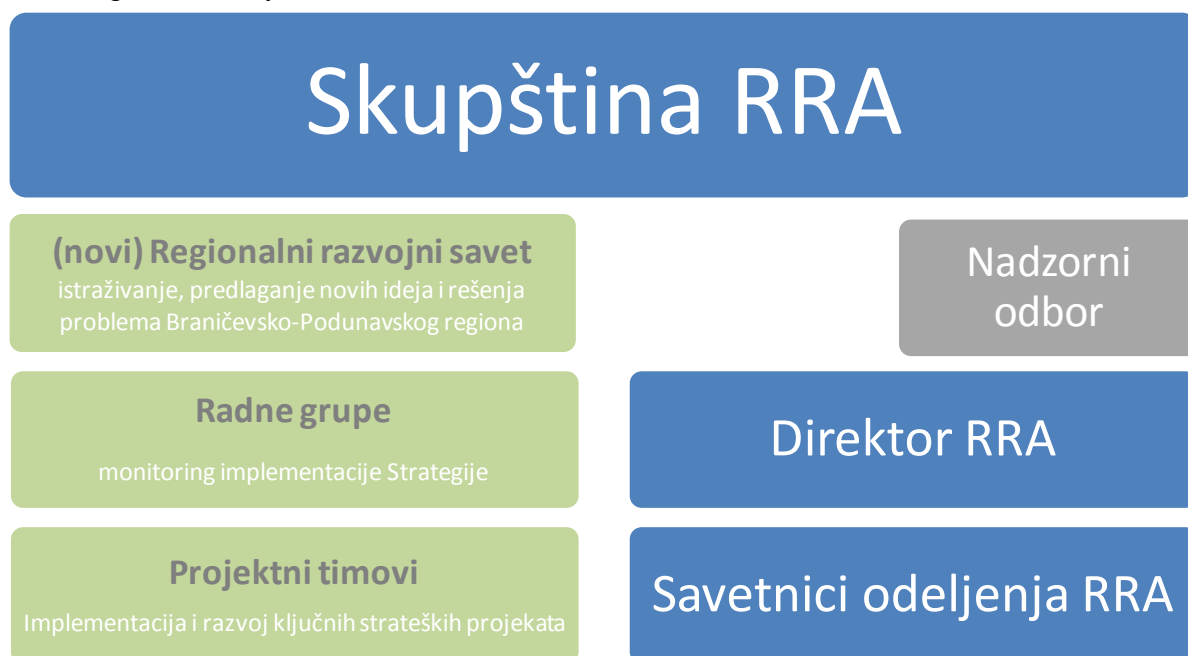 Skupština RRA
(novi) Regionalni razvojni savet
istraživanje, predlaganje novih ideja i rešenja
problema Braničevsko-Podunavskog regiona
Nadzorni
odbor
Radne grupe
monitoring implementacije Strategije
Direktor RRA
Projektni timovi
Implementacija i razvoj ključnih strateških projekata
Savetnici odeljenja RRA